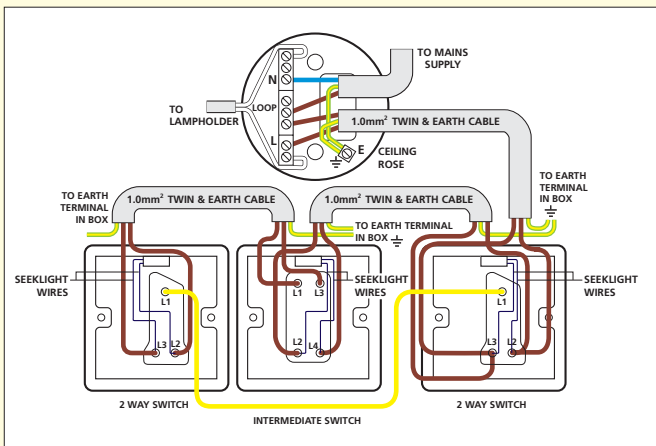 TO MAINS
SUPPLY
N
TO
LAMPHOLDER
LOOP
1.0mm² TWIN & EARTH CABLE
L
E
CEILING
ROSE
TO EARTH
TERMINAL
IN BOX
1.0mm² TWIN & EARTH CABLE
1.0mm² TWIN & EARTH CABLE
TO EARTH
TERMINAL
IN BOX
TO EARTH TERMINAL
IN BOX
SEEKLIGHT
WIRES
L1
L3
L2
L1
L3
L2
L4
SEEKLIGHT
WIRES
L1
L3
L2
SEEKLIGHT
WIRES
2 WAY SWITCH
INTERMEDIATE SWITCH
2 WAY SWITCH